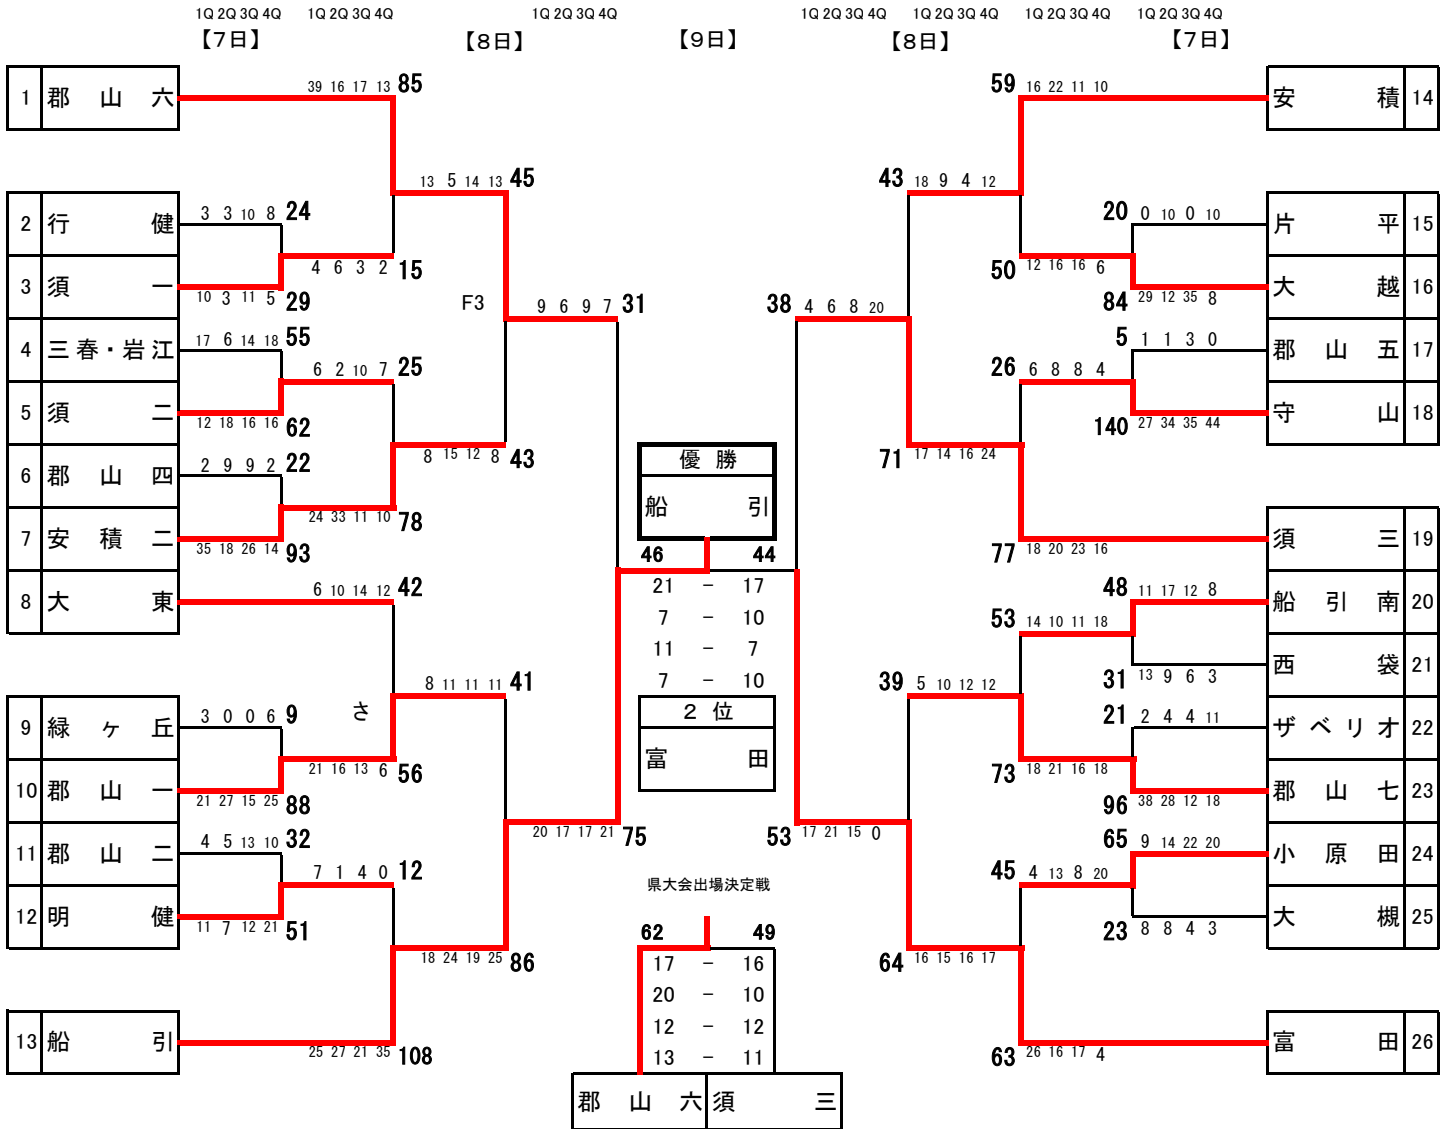 1Q 2Q 3Q 4Q 1Q 2Q 3Q 4Q 1Q 2Q 3Q 4Q 1Q 2Q 3Q 4Q 1Q 2Q 3Q 4Q 1Q 2Q 3Q 4Q 1Q 2Q 3Q 4Q
【7日】 【8日】 【9日】 【8日】 【7日】
1 郡山六
39 16 17 13 85
13 5 14 13 45
2 行健
3 3 10 8 24
4 6 3 2 15
3 須一
10 3 11 5 29
F3
9 6 9 7 31
4 三春・岩江
17 6 14 18 55
6 2 10 7 25
5 須二
12 18 16 16 62
8 15 12 8 43
6 郡山四
2 9 9 2 22
24 33 11 10 78
7 安積二
35 18 26 14 93
8 大東
6 10 14 12 42
8 11 11 11 41
さ
9 緑ヶ丘
3 0 0 6 9
21 16 13 6 56
10 郡山一
21 27 15 25 88
20 17 17 21 75
11 郡山二
4 5 13 10 32
7 1 4 0 12
12 明健
11 7 12 21 51
18 24 19 25 86
13 船引
25 27 21 35 108
優勝
船引
46 44
21 - 17
7 - 10
11 - 7
7 - 10
2位
富田
県大会出場決定戦
62 49
17 - 16
20 - 10
12 - 12
13 - 11
郡山六 須三
59 16 22 11 10
安積 14
43 18 9 4 12
20 0 10 0 10
片平 15
50 12 16 16 6
84 29 12 35 8
大越 16
38 4 6 8 20
5 1 1 3 0
郡山五 17
26 6 8 8 4
140 27 34 35 44
守山 18
71 17 14 16 24
77 18 20 23 16
須三 19
48 11 17 12 8
船引南 20
53 14 10 11 18
31 13 9 6 3
西袋 21
39 5 10 12 12
21 2 4 4 11
ザベリオ 22
73 18 21 16 18
96 38 28 12 18
郡山七 23
53 17 21 15 0
65 9 14 22 20
小原田 24
45 4 13 8 20
23 8 8 4 3
大槻 25
64 16 15 16 17
63 26 16 17 4
富田 26